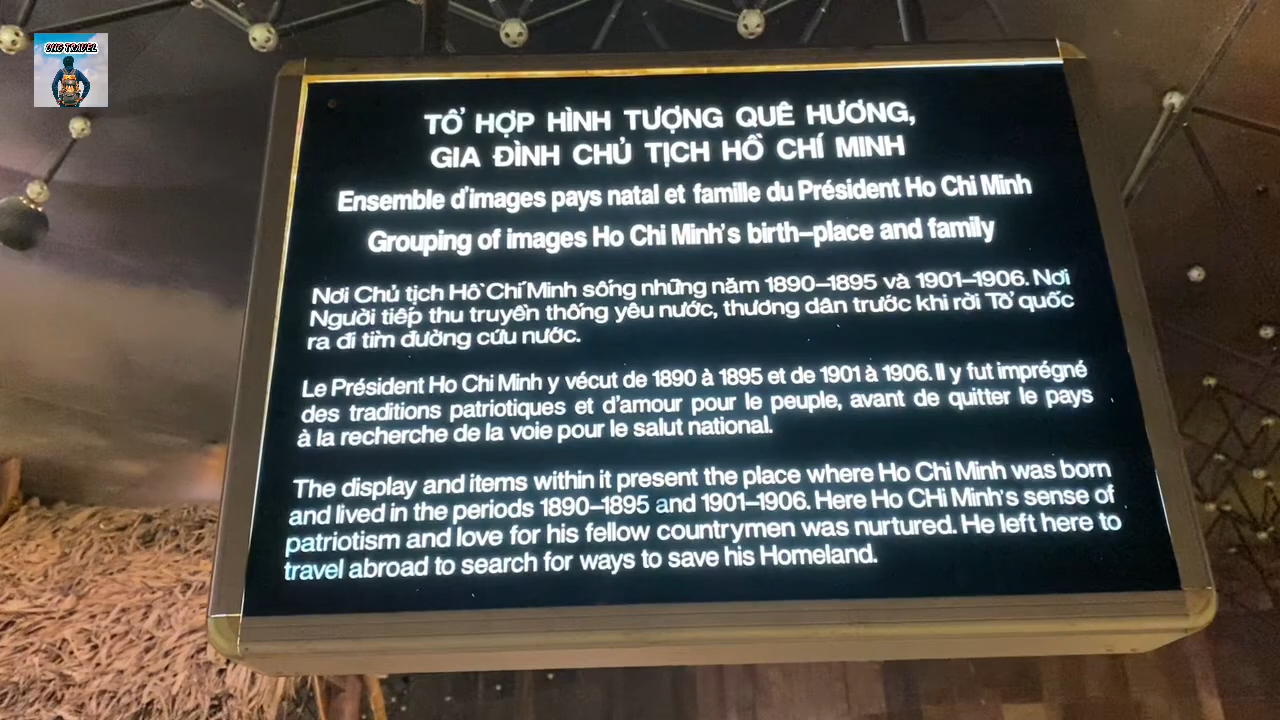 UNG TRAVEL
TỔ HỢP HÌNH TƯỢNG QUÊ HƯƠNG,
GIA ĐÌNH CHỦ TỊCH HỒ CHÍ MINH
Ensemble d'images pays natal et famille du Président Ho Chi Minh
Grouping of images Ho Chi Minh's birth–place and family
Nơi Chủ tịch Hồ Chí Minh sống những năm 1890–1895 và 1901–1906. Nơi
Người tiếp thu truyền thống yêu nước, thương dân trước khi rời Tổ quốc
ra đi tìm đường cứu nước.
Le Président Ho Chi Minh y vécut de 1890 à 1895 et de 1901 à 1906. Il y fut imprégné
des traditions patriotiques et d'amour pour le peuple, avant de quitter le pays
à la recherche de la voie pour le salut national.
The display and items within it present the place where Ho Chi Minh was born
and lived in the periods 1890–1895 and 1901–1906. Here Ho CHi Minh's sense of
patriotism and love for his fellow countrymen was nurtured. He left here to
travel abroad to search for ways to save his Homeland.